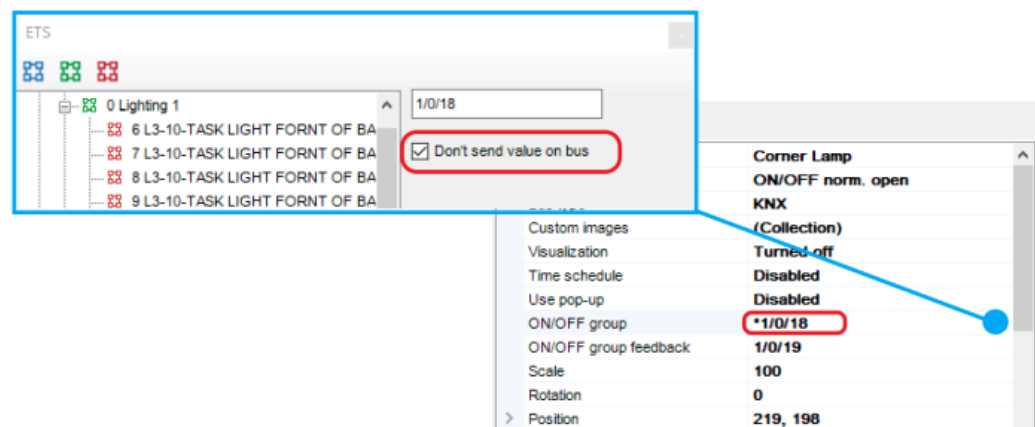 ETS
0 Lighting 1
6 L3-10-TASK LIGHT FORNT OF BA
7 L3-10-TASK LIGHT FORNT OF BA
8 L3-10-TASK LIGHT FORNT OF BA
9 L3-10-TASK LIGHT FORNT OF BA
1/0/18
Don't send value on bus
Corner Lamp
ON/OFF norm. open
KNX
Custom images (Collection)
Visualization Turned off
Time schedule Disabled
Use pop-up Disabled
ON/OFF group *1/0/18
ON/OFF group feedback 1/0/19
Scale 100
Rotation 0
Position 219, 198